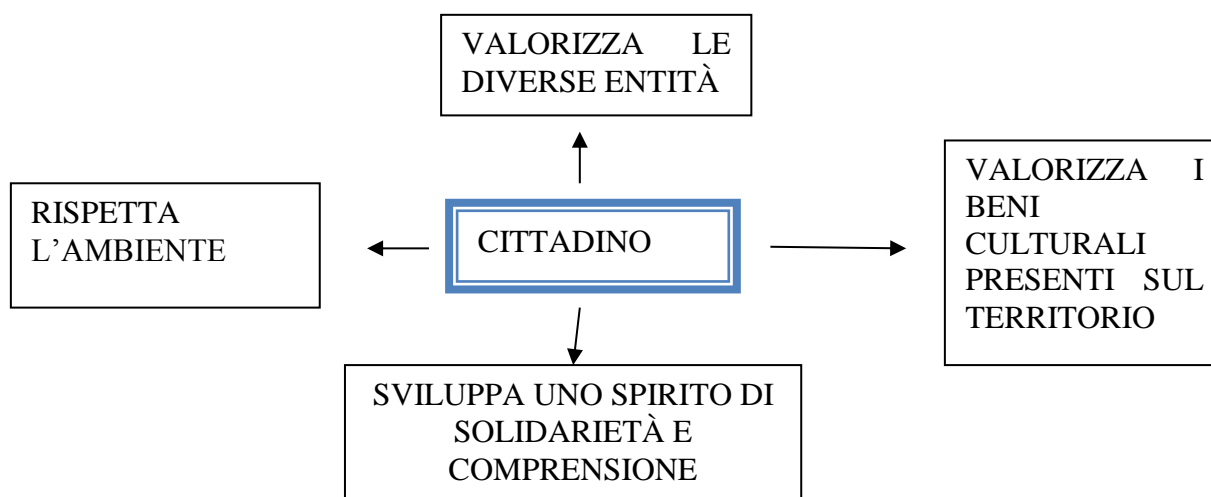 VALORIZZA LE
DIVERSE ENTITÀ
RISPETTA
L’AMBIENTE
CITTADINO
VALORIZZA I
BENI
CULTURALI
PRESENTI SUL
TERRITORIO
SVILUPPA UNO SPIRITO DI
SOLIDARIETÀ E
COMPRENSIONE